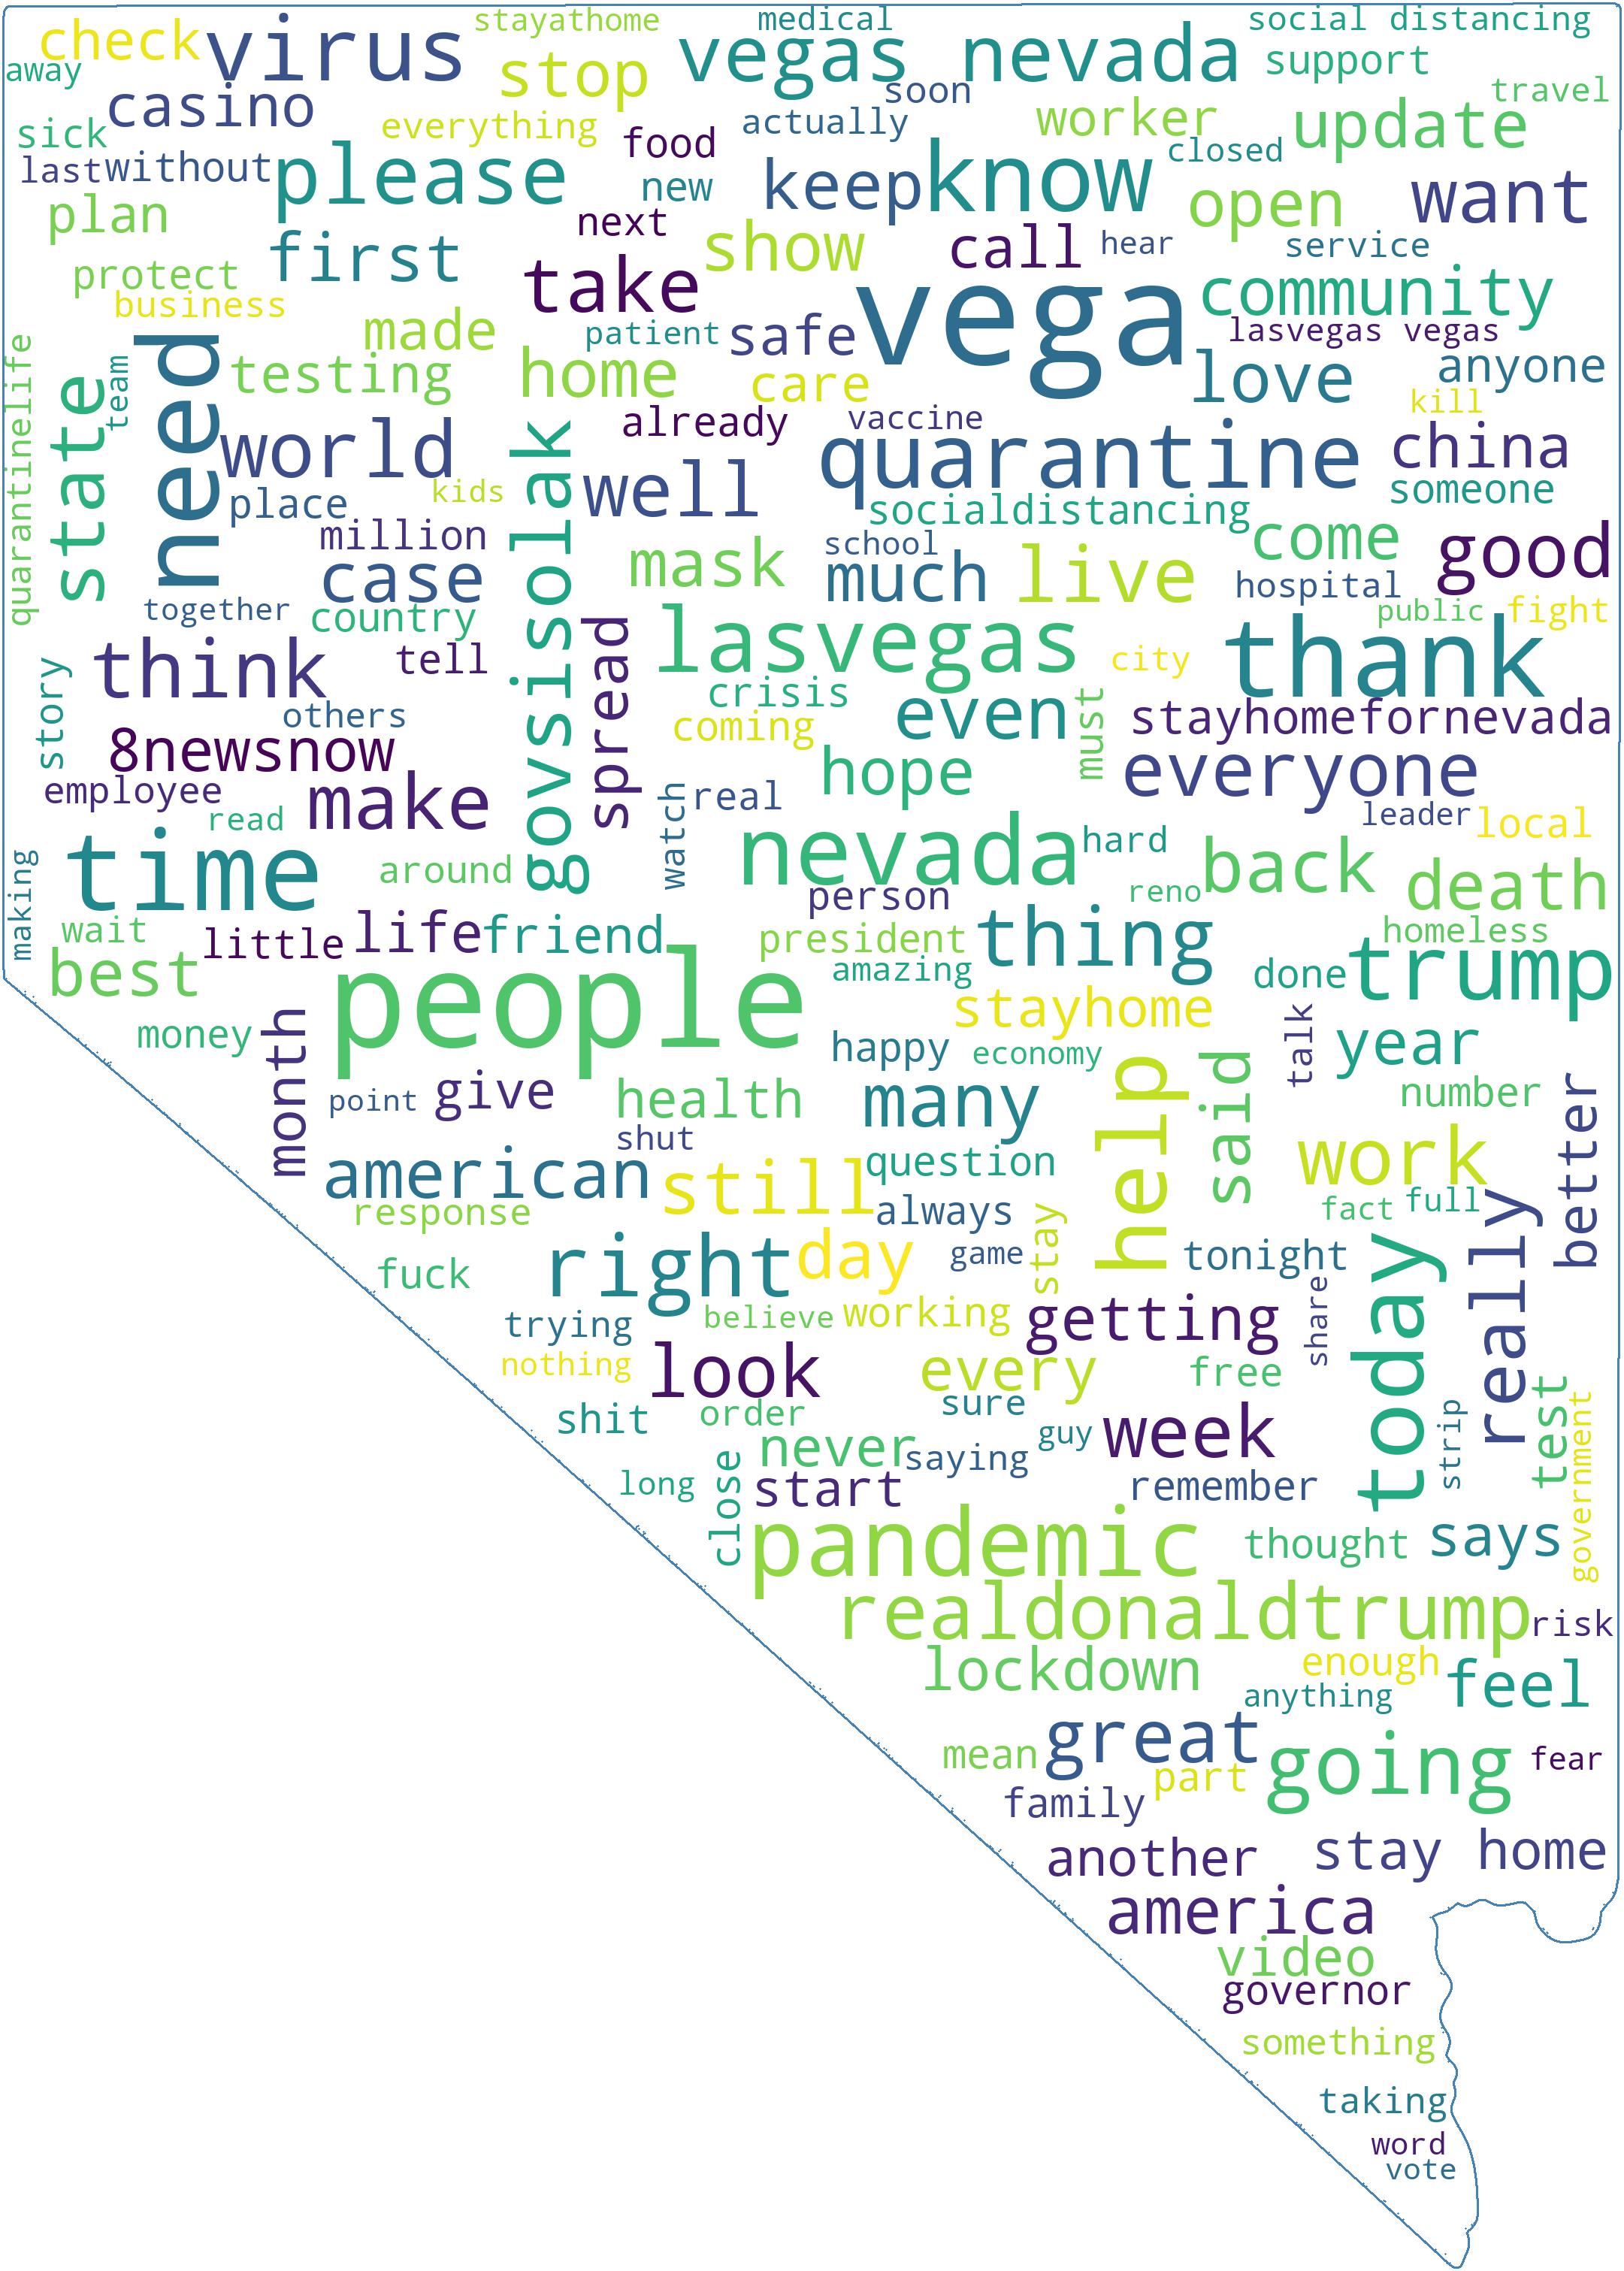 stayathome
medical
social distancing
check
virus
stop
vegas nevada
support
away
soon
travel
casino
everything
actually
worker
update
sick
food
closed
last
without
please
new
keep
know
open
want
plan
next
first
show
call
hear
service
protect
take
vega
community
business
made
patient
safe
lasvegas vegas
quarantinelife
team
need
testing
home
care
love
anyone
state
already
vaccine
kill
world
govsisolak
well
quarantine
china
place
kids
socialdistancing
someone
million
case
mask
school
much
live
come
good
hospital
together
country
public
fight
think
tell
spread
lasvegas
city
thank
story
others
crisis
coming
even
must
stayhomefornevada
8newsnow
hope
everyone
employee
make
watch
real
leader
local
read
time
around
nevada
hard
back
death
making
person
reno
wait
little
life
friend
president
thing
homeless
best
people
amazing
done
trump
money
month
stayhome
talk
year
happy
economy
point
give
health
many
help
said
number
better
shut
american
still
question
work
response
always
stay
fact
full
fuck
right
day
game
tonight
really
trying
believe
working
getting
share
today
nothing
look
every
free
shit
order
sure
guy
week
strip
test
government
never
saying
long
close
start
remember
pandemic
thought
says
realdonaldtrump
risk
lockdown
enough
feel
anything
great
mean
part
going
fear
family
another
stay home
america
video
governor
something
taking
word
vote